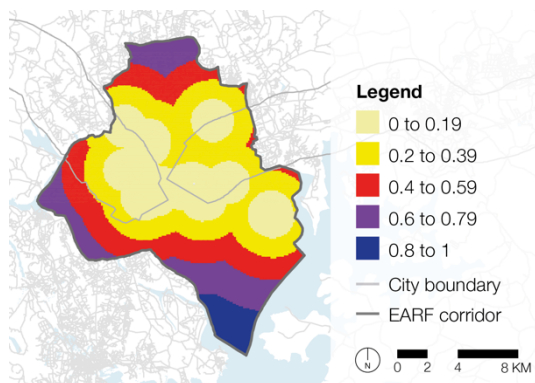 Legend
0 to 0.19
0.2 to 0.39
0.4 to 0.59
0.6 to 0.79
0.8 to 1
City boundary
EARF corridor
N
0 2 4 8 KM